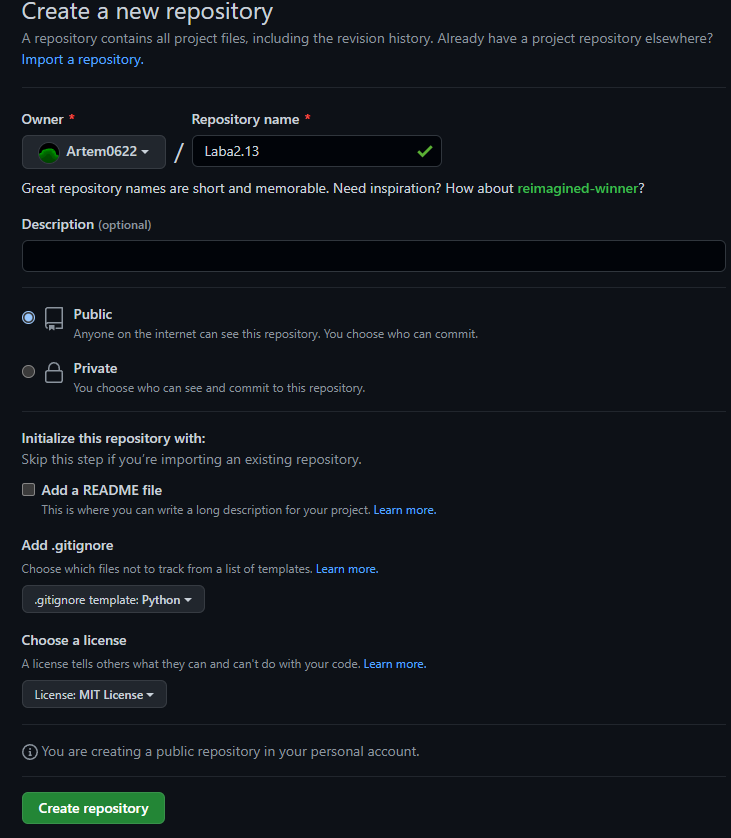 Create a new repository
A repository contains all project files, including the revision history. Already have a project repository elsewhere?
Import a repository.
Owner *
Repository name *
Artem0622
/
Laba2.13
Great repository names are short and memorable. Need inspiration? How about reimagined-winner?
Description (optional)
Public
Anyone on the internet can see this repository. You choose who can commit.
Private
You choose who can see and commit to this repository.
Initialize this repository with:
Skip this step if you're importing an existing repository.
Add a README file
This is where you can write a long description for your project. Learn more.
Add .gitignore
Choose which files not to track from a list of templates. Learn more.
.gitignore template: Python
Choose a license
A license tells others what they can and can't do with your code. Learn more.
License: MIT License
You are creating a public repository in your personal account.
Create repository